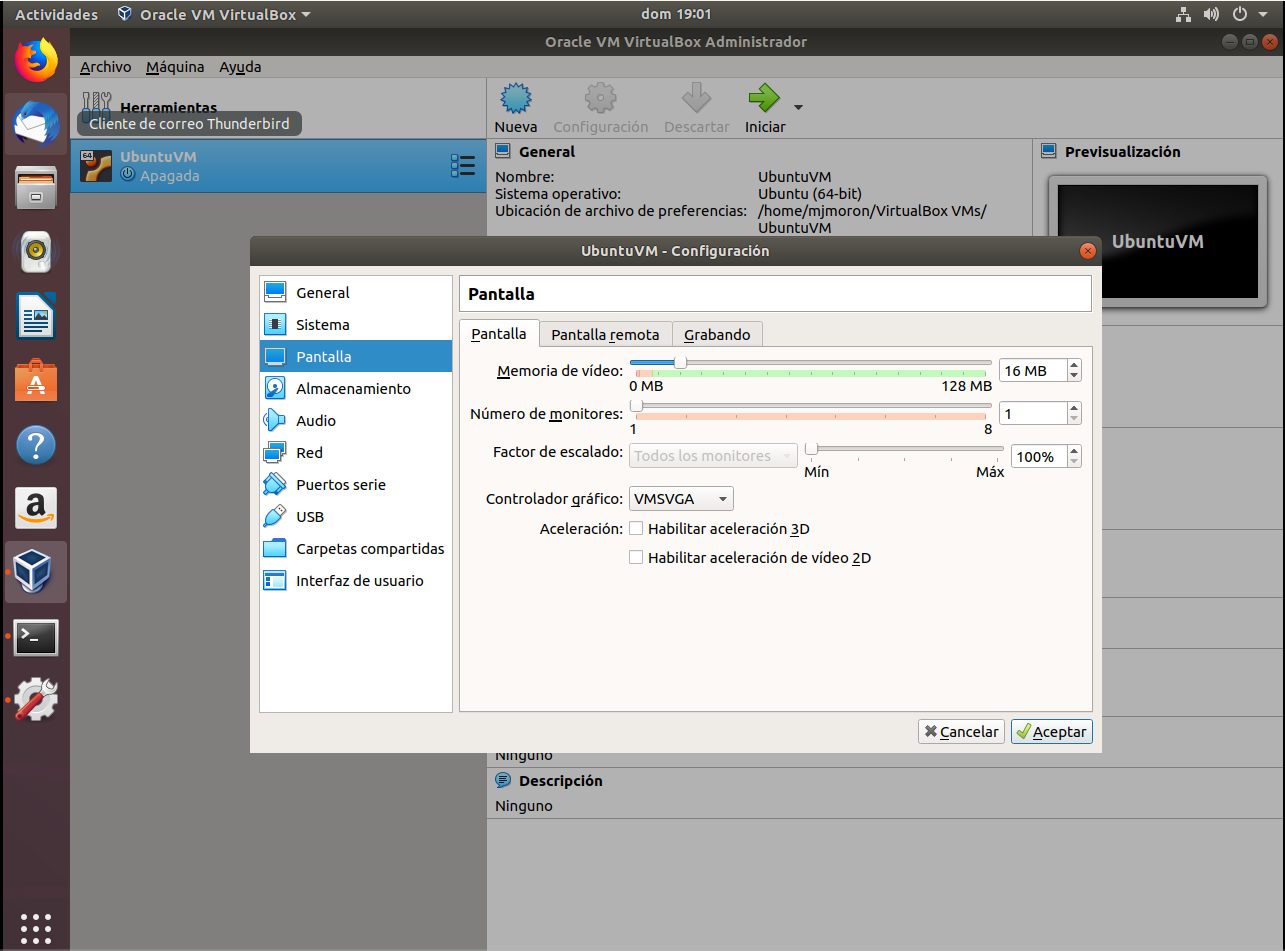 Actividades Oracle VM VirtualBox dom 19:01
Oracle VM VirtualBox Administrador
Archivo Máquina Ayuda
Herramientas
Cliente de correo Thunderbird
Nueva Configuración Descartar Iniciar
64
UbuntuVM
Apagada
General
Nombre: UbuntuVM
Sistema operativo: Ubuntu (64-bit)
Ubicación de archivo de preferencias: /home/mjmoron/VirtualBox VMs/
UbuntuVM
Previsualización
UbuntuVM
UbuntuVM - Configuración
General
Sistema
Pantalla
Almacenamiento
Audio
Red
Puertos serie
USB
Carpetas compartidas
Interfaz de usuario
Pantalla
Pantalla Pantalla remota Grabando
Memoria de vídeo: 16 MB
0 MB 128 MB
Número de monitores: 1
1 8
Factor de escalado: Todos los monitores 100%
Mín Máx
Controlador gráfico: VMSVGA
Aceleración: Habilitar aceleración 3D
Habilitar aceleración de vídeo 2D
Cancelar Aceptar
Ninguno
Descripción
Ninguno